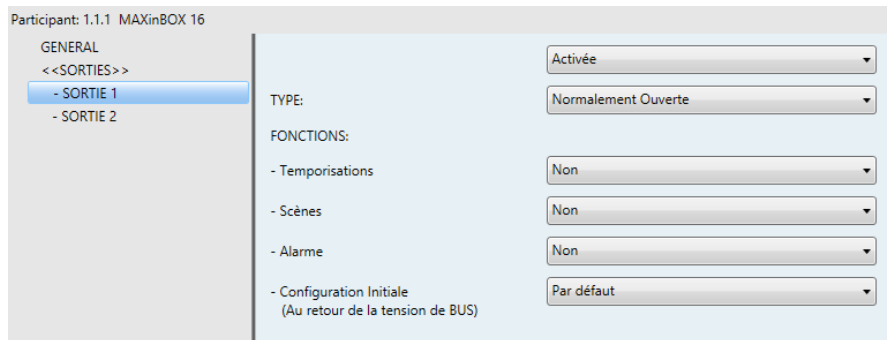 Participant: 1.1.1 MAXinBOX 16
GENERAL
<<SORTIES>>
- SORTIE 1
- SORTIE 2
Activée
TYPE: Normalement Ouverte
FONCTIONS:
- Temporisations Non
- Scènes Non
- Alarme Non
- Configuration Initiale Par défaut
(Au retour de la tension de BUS)